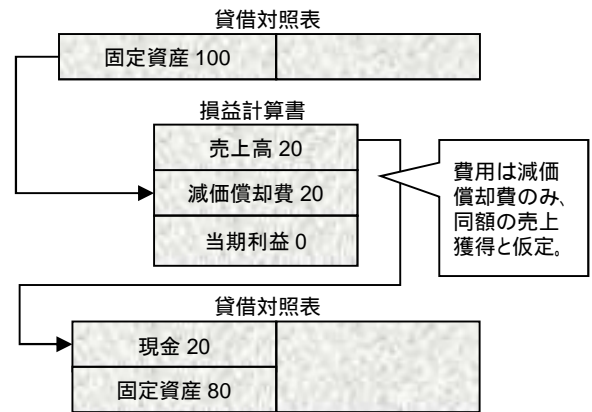 貸借対照表
固定資産 100
損益計算書
売上高 20
減価償却費 20
当期利益 0
費用は減価
償却費のみ、
同額の売上
獲得と仮定。
貸借対照表
現金 20
固定資産 80